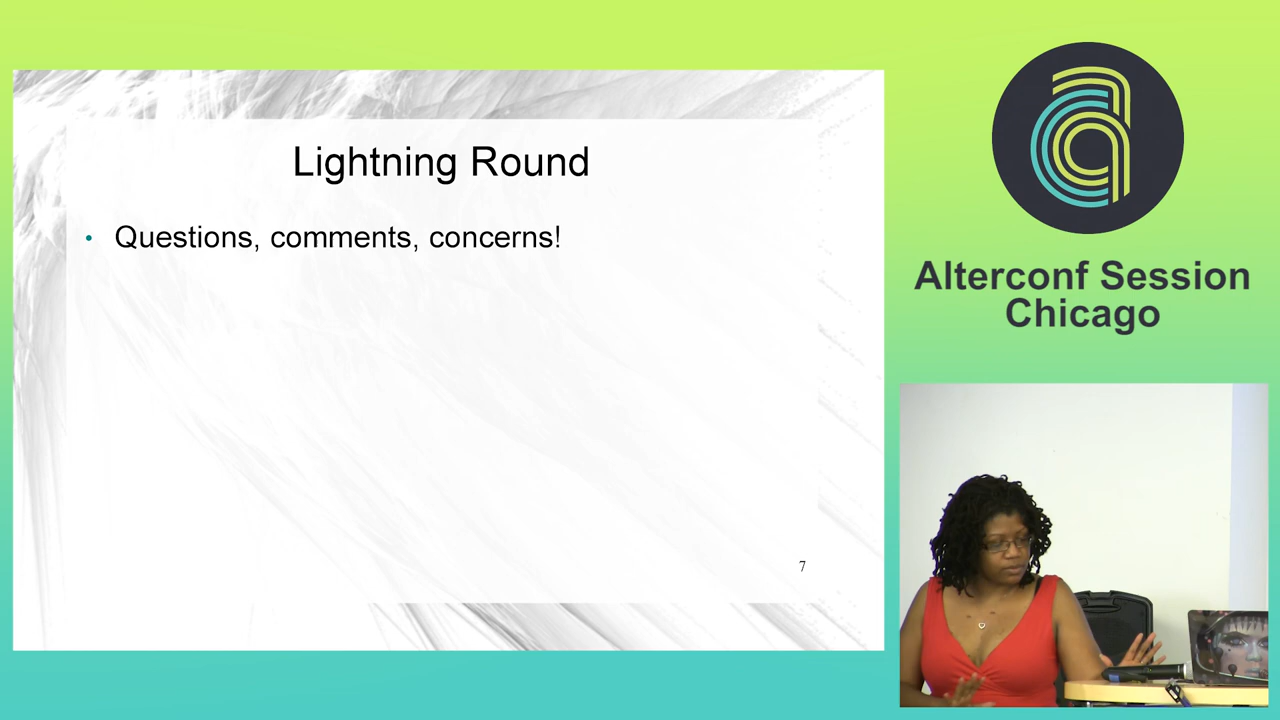 Lightning Round
• Questions, comments, concerns!
7
Alterconf Session
Chicago